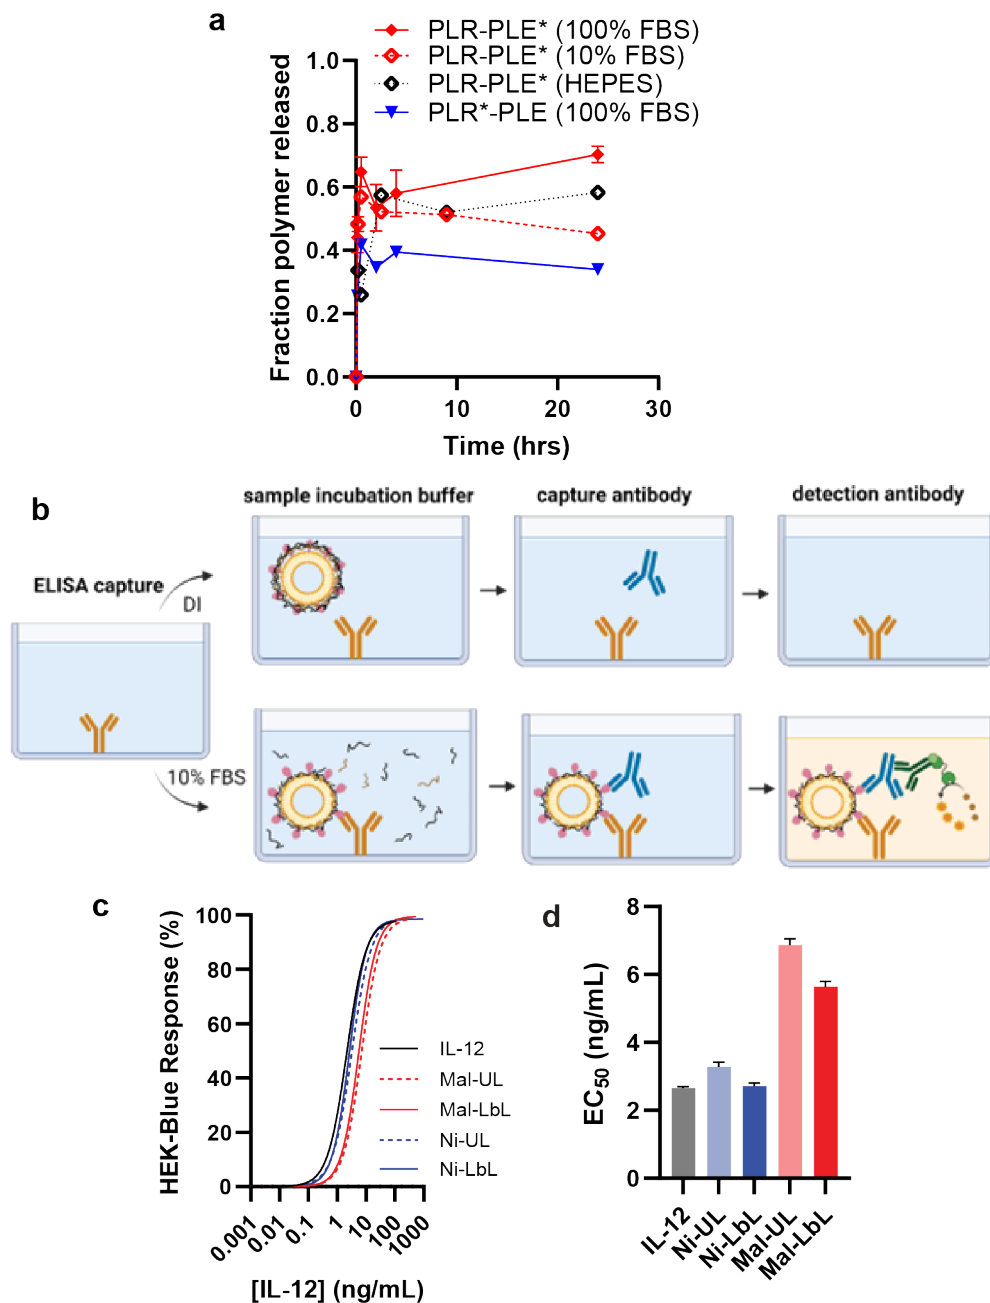 a
PLR-PLE* (100% FBS)
PLR-PLE* (10% FBS)
PLR-PLE* (HEPES)
PLR*-PLE (100% FBS)
Fraction polymer released
1.0
0.8
0.6
0.4
0.2
0.0
0 10 20 30
Time (hrs)
b
sample incubation buffer capture antibody detection antibody
ELISA capture
DI
10% FBS
c
HEK-Blue Response (%)
100
80
60
40
20
0
IL-12
Mal-UL
Mal-LbL
Ni-UL
Ni-LbL
0.001 0.01 0.1 1 10 100 1000
[IL-12] (ng/mL)
d
EC50 (ng/mL)
8
6
4
2
0
IL-12 Ni-UL Ni-LbL Mal-UL Mal-LbL